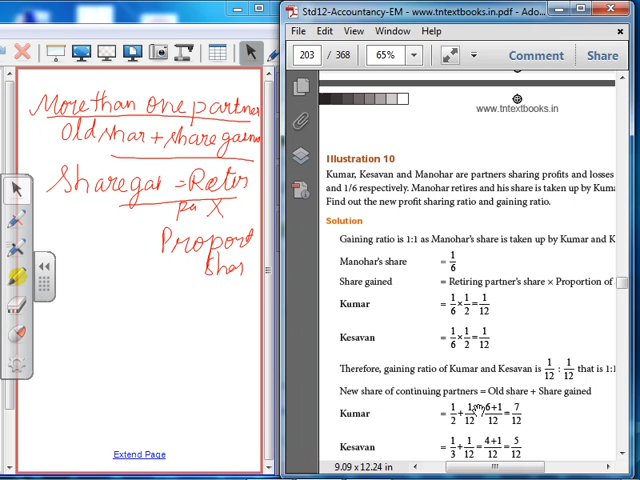 Std12-Accountancy-EM - www.tntextbooks.in.pdf - Ado...
File Edit View Window Help
203 / 368 65% Comment Share
www.tntextbooks.in
More than one partner
Old shar + share gain
Share gai = Retir
pa X
Proport
Shar
Extend Page
Illustration 10
Kumar, Kesavan and Manohar are partners sharing profits and losses
and 1/6 respectively. Manohar retires and his share is taken up by Kuma
Find out the new profit sharing ratio and gaining ratio.
Solution
Gaining ratio is 1:1 as Manohar's share is taken up by Kumar and K
Manohar's share = 1/6
Share gained = Retiring partner's share × Proportion of
Kumar = 1/6 × 1/2 = 1/12
Kesavan = 1/6 × 1/2 = 1/12
Therefore, gaining ratio of Kumar and Kesavan is 1/12 : 1/12 that is 1:1
New share of continuing partners = Old share + Share gained
Kumar = 1/2 + 1/12 = 6+1/12 = 7/12
Kesavan = 1/3 + 1/12 = 4+1/12 = 5/12
9.09 x 12.24 in